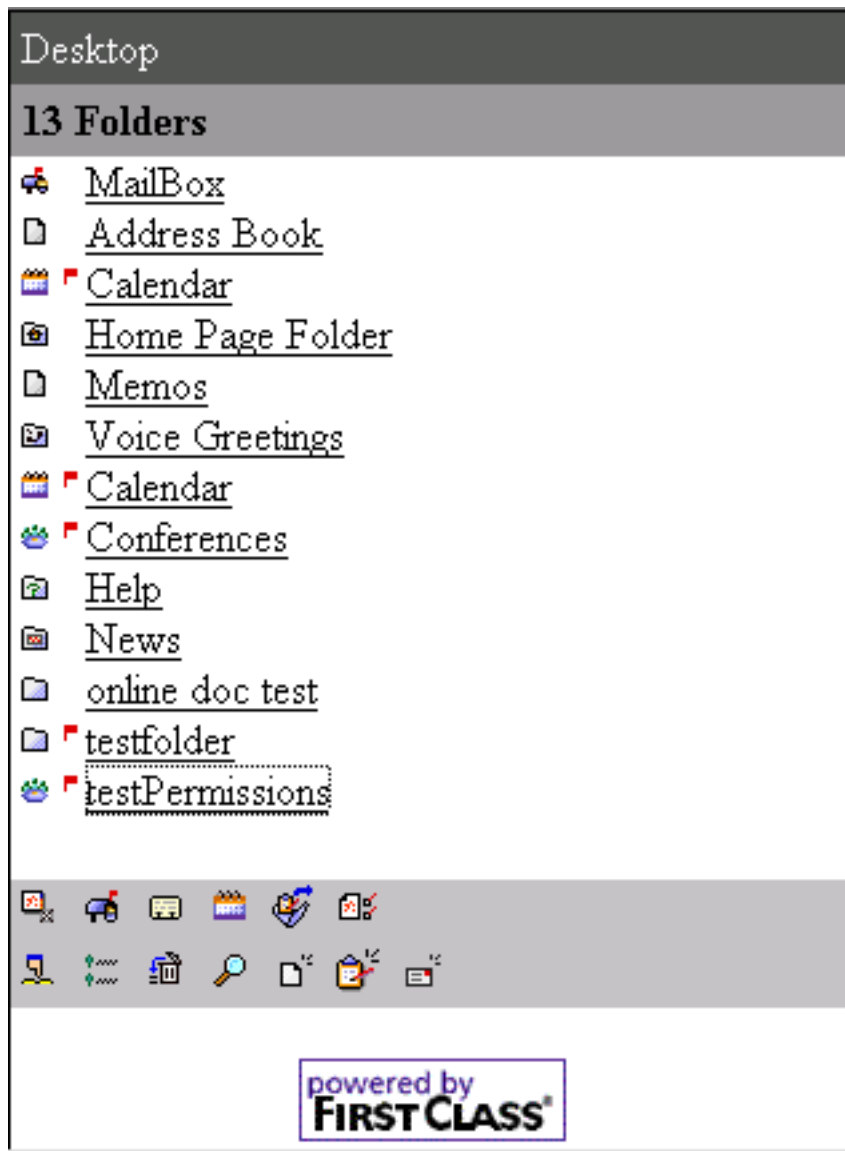 Desktop
13 Folders
MailBox
Address Book
Calendar
Home Page Folder
Memos
Voice Greetings
Calendar
Conferences
Help
News
online doc test
testfolder
testPermissions
powered by
FIRSTCLASS®